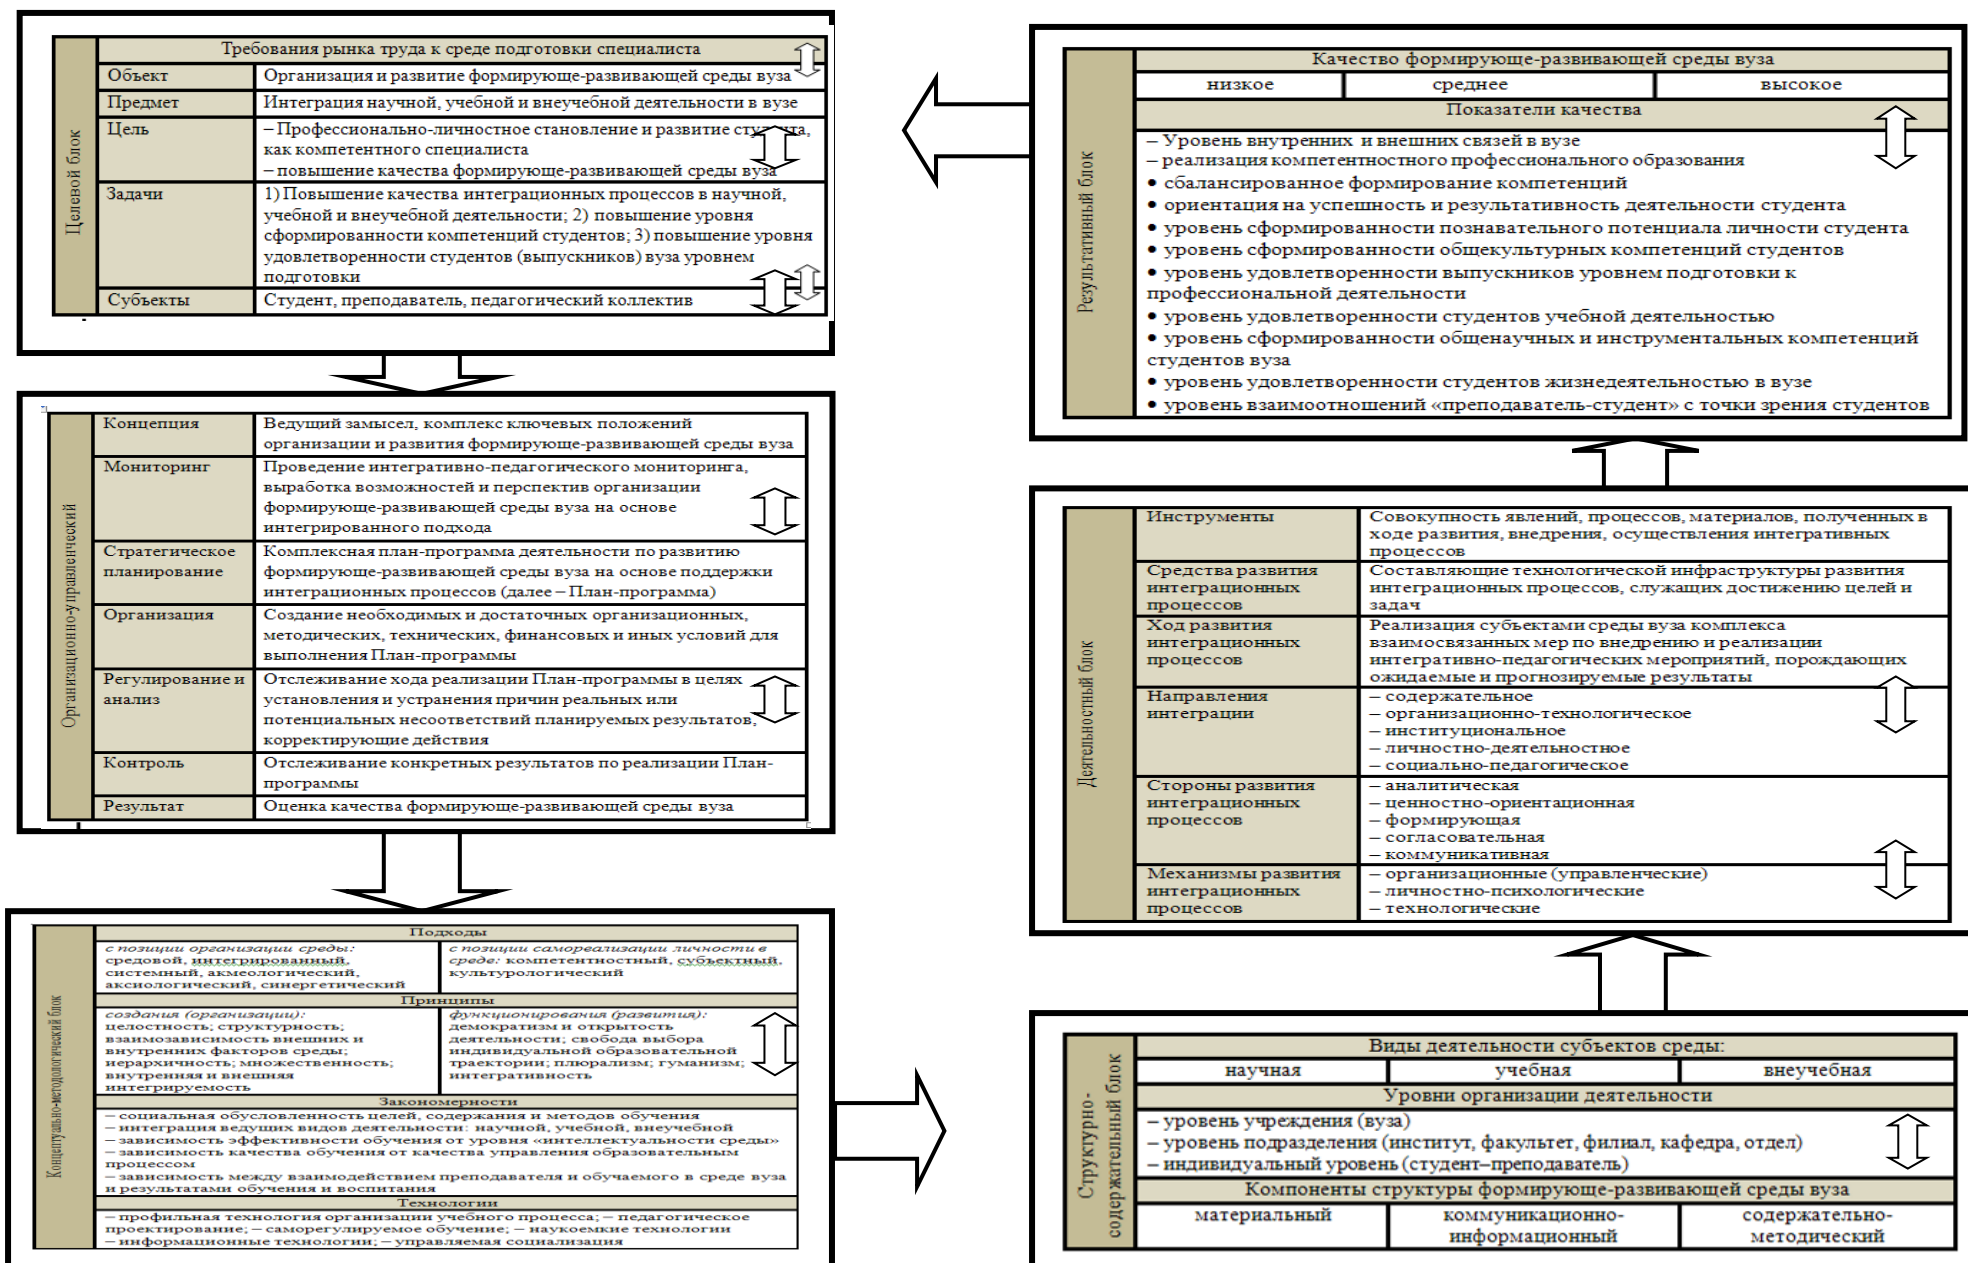 Целевой блок
Требования рынка труда к среде подготовки специалиста
Объект
Организация и развитие формирующе-развивающей среды вуза
Предмет
Интеграция научной, учебной и внеучебной деятельности в вузе
Цель
– Профессионально-личностное становление и развитие студента,
как компетентного специалиста
– повышение качества формирующе-развивающей среды вуза
Задачи
1) Повышение качества интеграционных процессов в научной,
учебной и внеучебной деятельности; 2) повышение уровня
сформированности компетенций студентов; 3) повышение уровня
удовлетворенности студентов (выпускников) вуза уровнем
подготовки
Субъекты
Студент, преподаватель, педагогический коллектив
Организационно-управленческий
Концепция
Ведущий замысел, комплекс ключевых положений
организации и развития формирующе-развивающей среды вуза
Мониторинг
Проведение интегративно-педагогического мониторинга,
выработка возможностей и перспектив организации
формирующе-развивающей среды вуза на основе
интегрированного подхода
Стратегическое
планирование
Комплексная план-программа деятельности по развитию
формирующе-развивающей среды вуза на основе поддержки
интеграционных процессов (далее – План-программа)
Организация
Создание необходимых и достаточных организационных,
методических, технических, финансовых и иных условий для
выполнения План-программы
Регулирование и
анализ
Отслеживание хода реализации План-программы в целях
установления и устранения причин реальных или
потенциальных несоответствий планируемых результатов,
корректирующие действия
Контроль
Отслеживание конкретных результатов по реализации План-
программы
Результат
Оценка качества формирующе-развивающей среды вуза
Концептуально-методологический блок
Подходы
с позиции организации среды:
средовой, интегрированный,
системный, акмеологический,
аксиологический, синергетический
с позиции самореализации личности в
среде: компетентностный, субъектный,
культурологический
Принципы
создания (организации):
целостность; структурность;
взаимозависимость внешних и
внутренних факторов среды;
иерархичность; множественность;
внутренняя и внешняя
интегрируемость
функционирования (развития):
демократизм и открытость
деятельности; свобода выбора
индивидуальной образовательной
траектории; плюрализм; гуманизм;
интегративность
Закономерности
– социальная обусловленность целей, содержания и методов обучения
– интеграция ведущих видов деятельности: научной, учебной, внеучебной
– зависимость эффективности обучения от уровня «интеллектуальности среды»
– зависимость качества обучения от качества управления образовательным
процессом
– зависимость между взаимодействием преподавателя и обучаемого в среде вуза
и результатами обучения и воспитания
Технологии
– профильная технология организации учебного процесса; – педагогическое
проектирование; – саморегулируемое обучение; – наукоемкие технологии
– информационные технологии; – управляемая социализация
Результативный блок
Качество формирующе-развивающей среды вуза
низкое
среднее
высокое
Показатели качества
– Уровень внутренних и внешних связей в вузе
– реализация компетентностного профессионального образования
• сбалансированное формирование компетенций
• ориентация на успешность и результативность деятельности студента
• уровень сформированности познавательного потенциала личности студента
• уровень сформированности общекультурных компетенций студентов
• уровень удовлетворенности выпускников уровнем подготовки к
профессиональной деятельности
• уровень удовлетворенности студентов учебной деятельностью
• уровень сформированности общенаучных и инструментальных компетенций
студентов вуза
• уровень удовлетворенности студентов жизнедеятельностью в вузе
• уровень взаимоотношений «преподаватель-студент» с точки зрения студентов
Деятельностный блок
Инструменты
Совокупность явлений, процессов, материалов, полученных в
ходе развития, внедрения, осуществления интегративных
процессов
Средства развития
интеграционных
процессов
Составляющие технологической инфраструктуры развития
интеграционных процессов, служащих достижению целей и
задач
Ход развития
интеграционных
процессов
Реализация субъектами среды вуза комплекса
взаимосвязанных мер по внедрению и реализации
интегративно-педагогических мероприятий, порождающих
ожидаемые и прогнозируемые результаты
Направления
интеграции
– содержательное
– организационно-технологическое
– институциональное
– личностно-деятельностное
– социально-педагогическое
Стороны развития
интеграционных
процессов
– аналитическая
– ценностно-ориентационная
– формирующая
– согласовательная
– коммуникативная
Механизмы развития
интеграционных
процессов
– организационные (управленческие)
– личностно-психологические
– технологические
Структурно-
содержательный блок
Виды деятельности субъектов среды:
научная
учебная
внеучебная
Уровни организации деятельности
– уровень учреждения (вуза)
– уровень подразделения (институт, факультет, филиал, кафедра, отдел)
– индивидуальный уровень (студент–преподаватель)
Компоненты структуры формирующе-развивающей среды вуза
материальный
коммуникационно-
информационный
содержательно-
методический